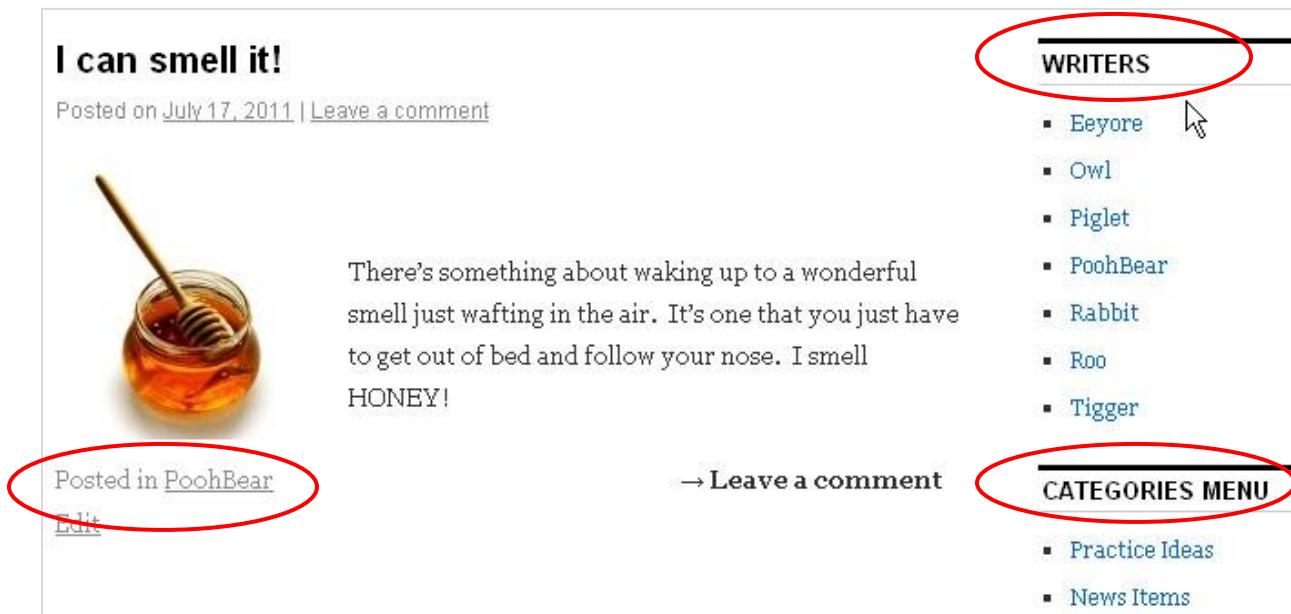 I can smell it!
Posted on July 17, 2011 | Leave a comment
There's something about waking up to a wonderful
smell just wafting in the air. It's one that you just have
to get out of bed and follow your nose. I smell
HONEY!
Posted in PoohBear
→ Leave a comment
Edit
WRITERS
▪ Eeyore
▪ Owl
▪ Piglet
▪ PoohBear
▪ Rabbit
▪ Roo
▪ Tigger
CATEGORIES MENU
▪ Practice Ideas
▪ News Items